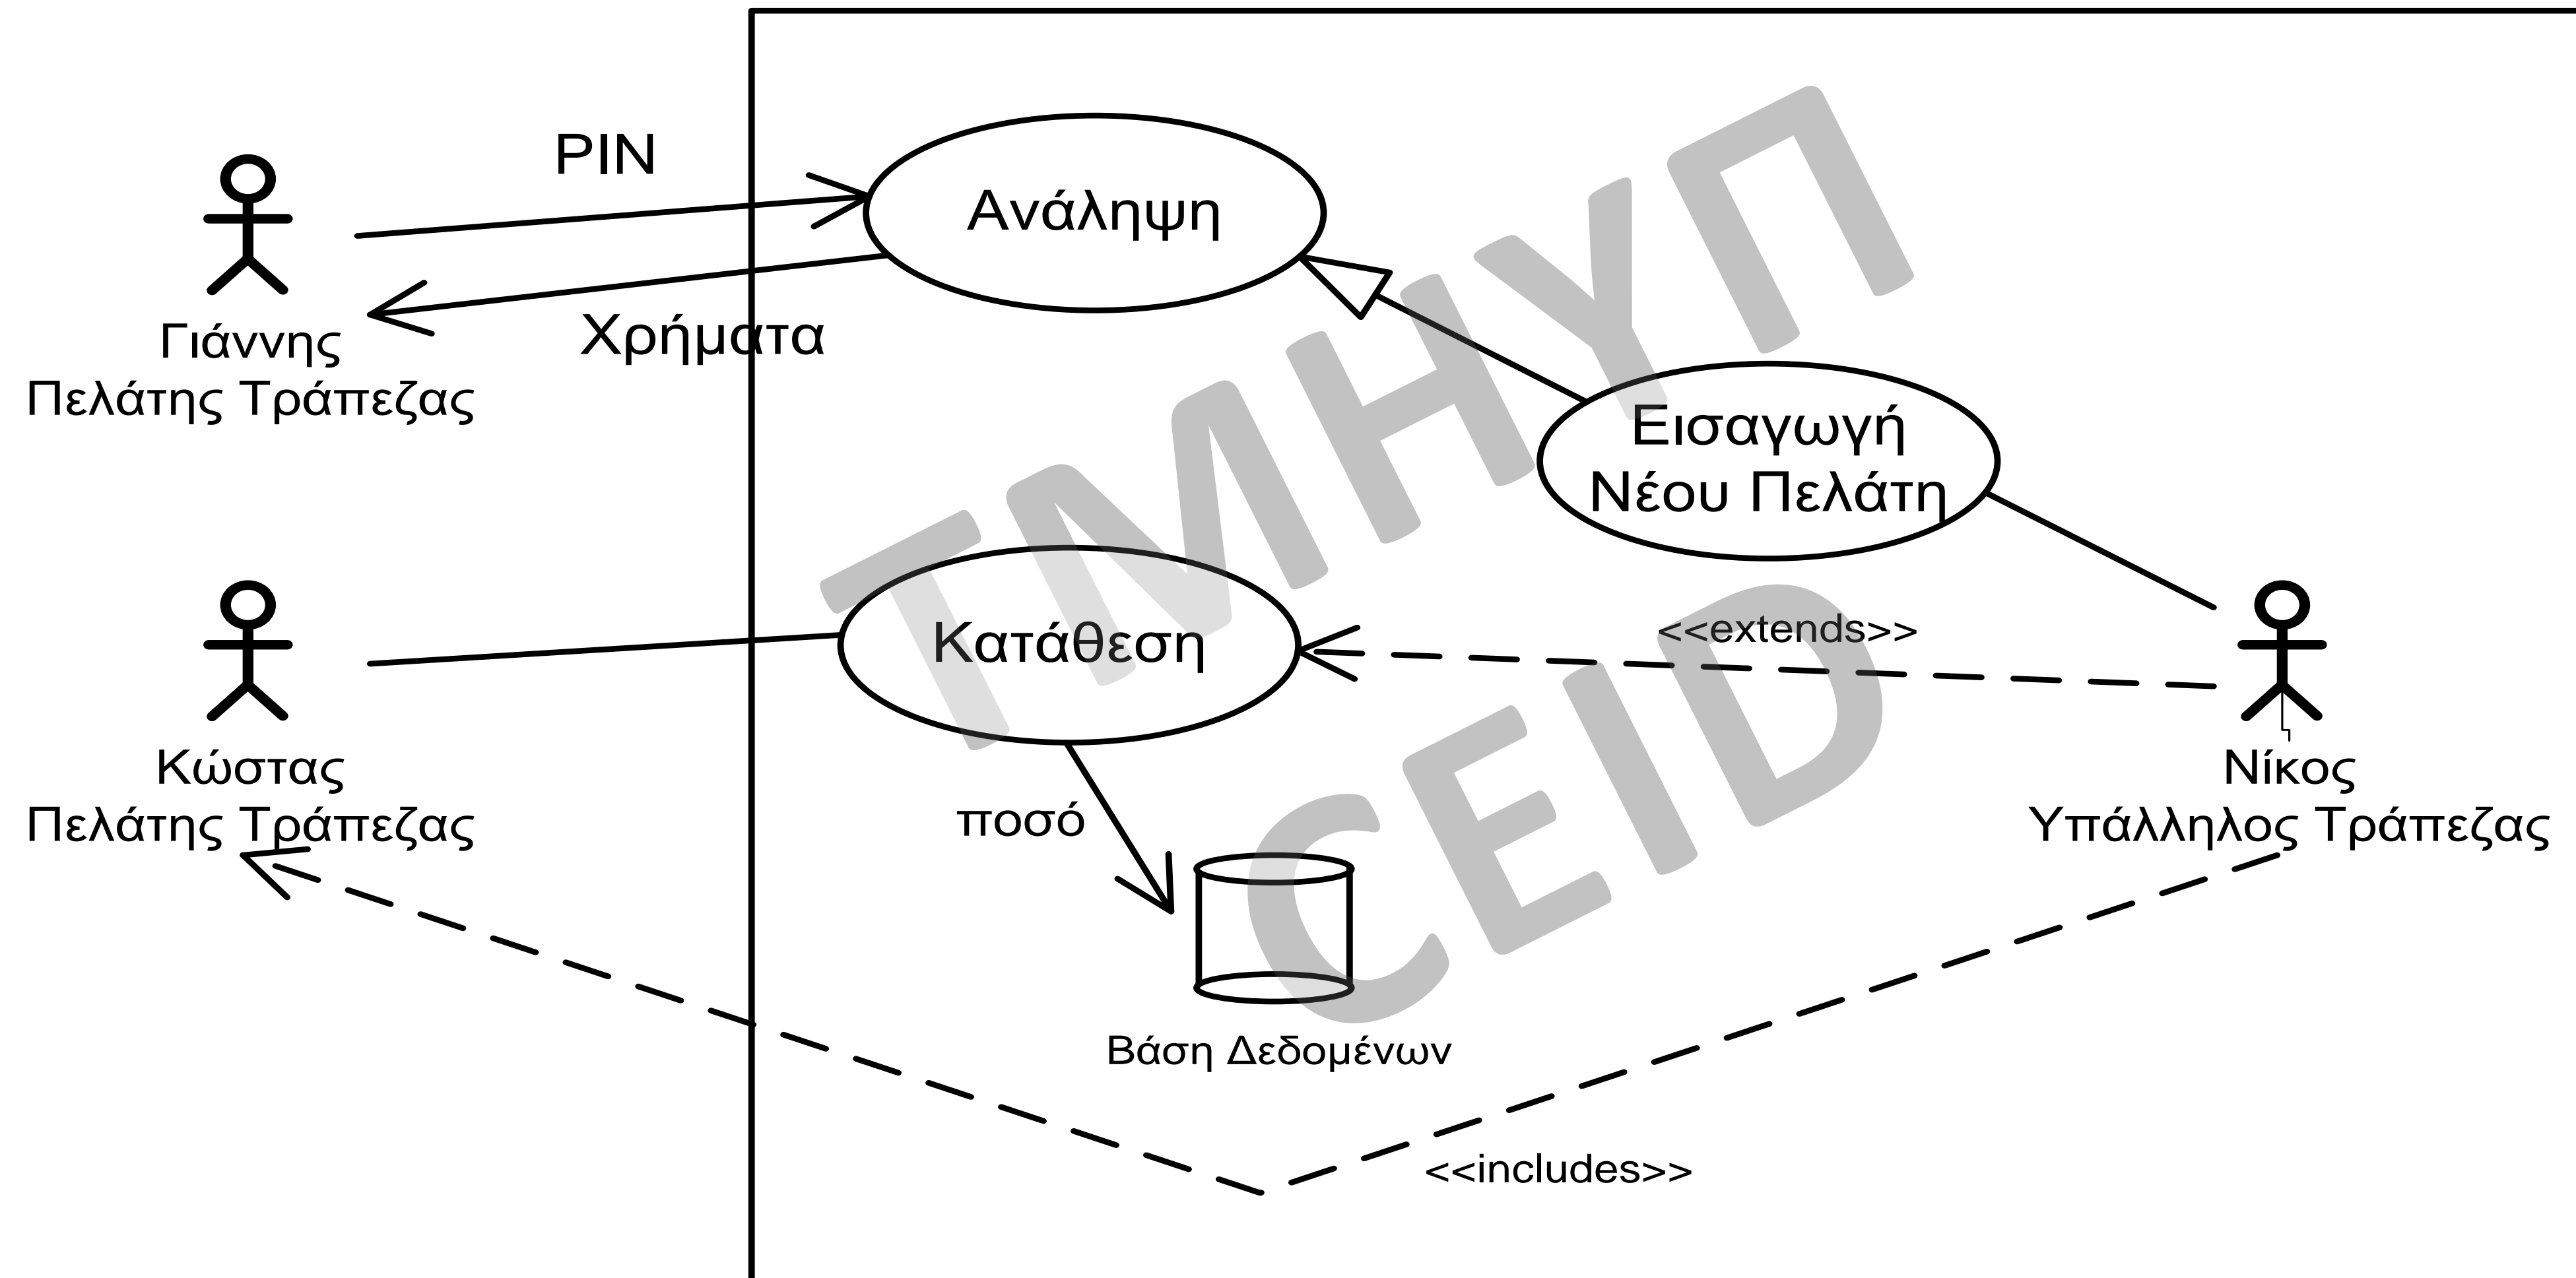 PIN
Ανάληψη
Χρήματα
Γιάννης
Πελάτης Τράπεζας
Εισαγωγή
Νέου Πελάτη
Κατάθεση
<<extends>>
Κώστας
Πελάτης Τράπεζας
Νίκος
Υπάλληλος Τράπεζας
ποσό
Βάση Δεδομένων
<<includes>>
ΤΜΗΥΠ
CEID